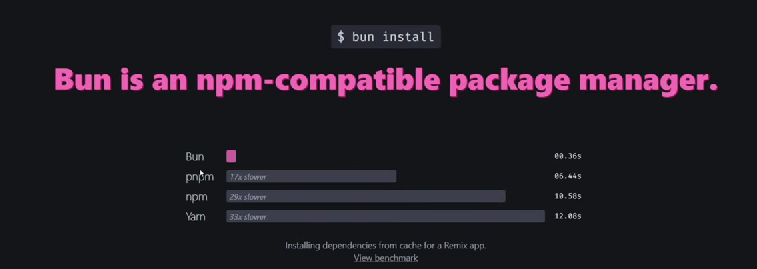 $ bun install
Bun is an npm-compatible package manager.
Bun 00.36s
pnpm 17x slower 06.44s
npm 29x slower 10.58s
Yarn 33x slower 12.08s
Installing dependencies from cache for a Remix app.
View benchmark